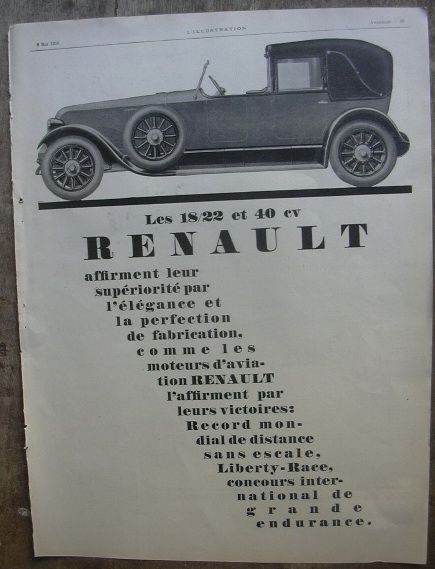 L'ILLUSTRATION
Les 18/22 et 40 cv
RENAULT
affirment leur
supériorité par
l'élégance et
la perfection
de fabrication,
comme les
moteurs d'avia-
tion RENAULT
l'affirment par
leurs victoires:
Record mon-
dial de distance
sans escale,
Liberty-Race,
concours inter-
national de
grande
endurance.